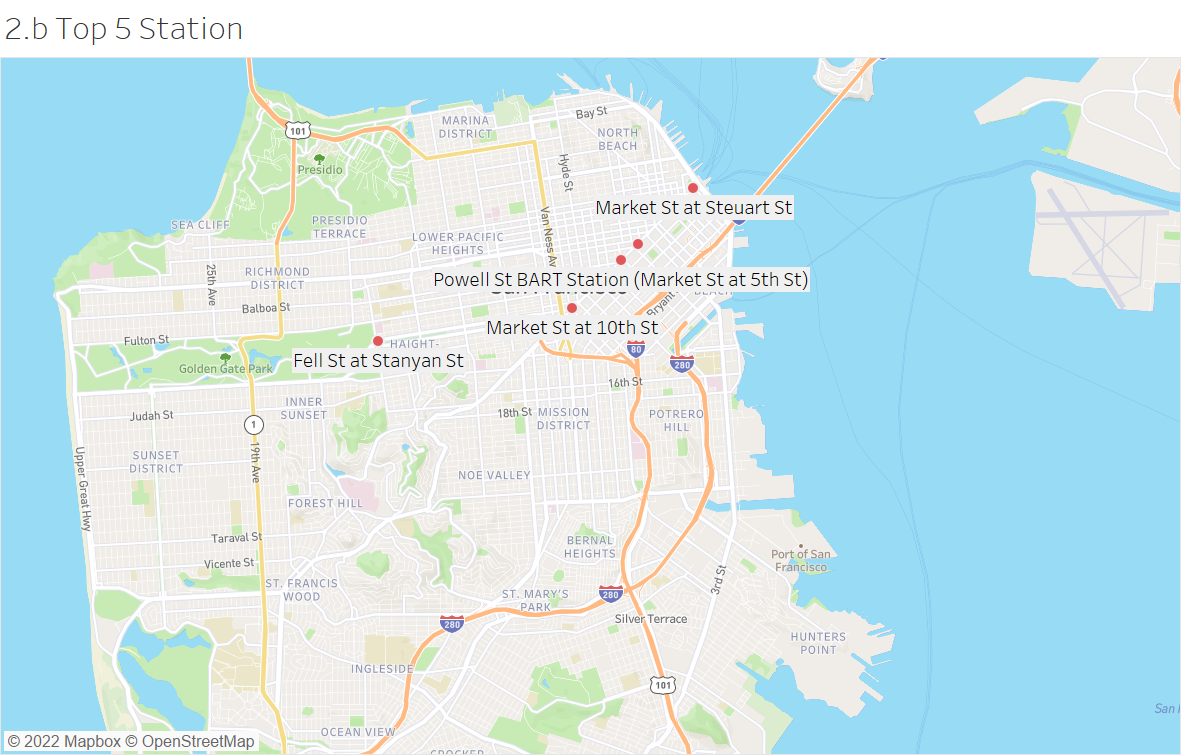 2.b Top 5 Station
MARINA
DISTRICT
Bay St
NORTH
BEACH
101
Presidio
Hyde St
Market St at Steuart St
SEA CLIFF
PRESIDIO
TERRACE
Van Ness Av
LOWER PACIFIC
HEIGHTS
RICHMOND
DISTRICT
25th Ave
Powell St BART Station (Market St at 5th St)
Balboa St
Bryant
Market St at 10th St
Fulton St
HAIGHT-
80
280
Fell St at Stanyan St
Golden Gate Park
16th St
INNER
SUNSET
Judah St
18th St
MISSION
DISTRICT
POTRERO
HILL
1
SUNSET
DISTRICT
19th Ave
Upper Great Hwy
NOE VALLEY
FOREST HILL
Taraval St
BERNAL
HEIGHTS
Port of San
Francisco
Vicente St
ST. FRANCIS
WOOD
3rd St
ST. MARY'S
PARK
280
280
Silver Terrace
HUNTERS
POINT
INGLESIDE
101
San
OCEAN VIEW
© 2022 Mapbox © OpenStreetMap